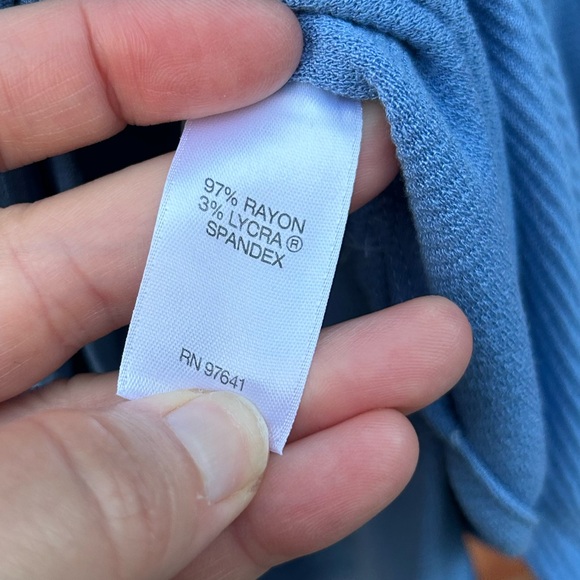 97% RAYON
3% LYCRA®
SPANDEX
RN 97641